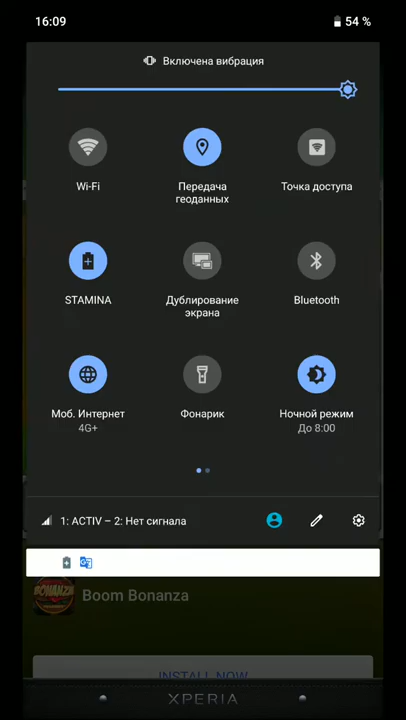 16:09
54 %
Включена вибрация
Wi-Fi
Передача
геоданных
Точка доступа
STAMINA
Дублирование
экрана
Bluetooth
Моб. Интернет
4G+
Фонарик
Ночной режим
До 8:00
1: ACTIV – 2: Нет сигнала
BONANZA
Boom Bonanza
INSTALL NOW
XPERIA